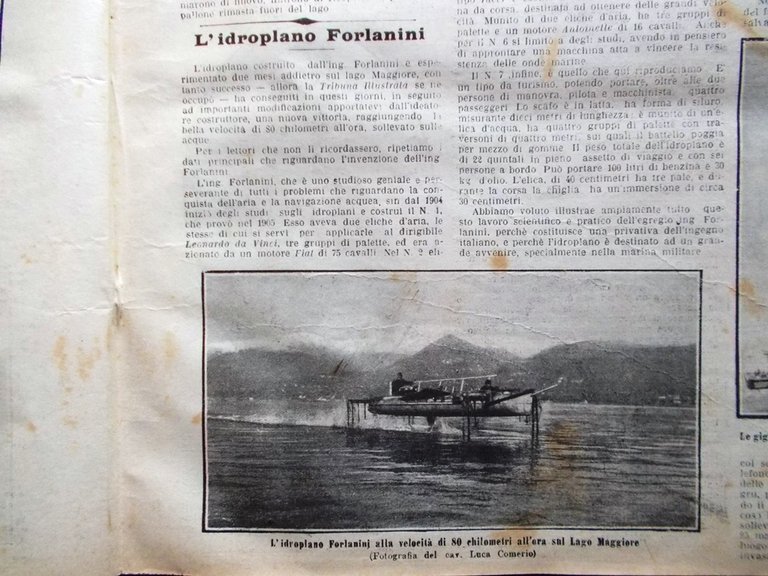 pallone rimasta fuori del lago
L'idroplano Forlanini
L'idroplano costruito dall'ing. Forlanini e esperimentato
due mesi addietro sul lago Maggiore, con
tanto successo — allora la Tribuna Illustrata se ne
occupò — ha conseguiti in questi giorni, in seguito
ad importanti modificazioni apportatevi dall'ideatore
costruttore, una nuova vittoria, raggiungendo la
bella velocità di 80 chilometri all'ora, sollevato sulle
acque
Per i lettori che non li ricordassero, ripetiamo i
dati principali che riguardano l'invenzione dell'ing
Forlanini
L'ing. Forlanini, che è uno studioso geniale e perseverante
di tutti i problemi che riguardano la conquista
dell'aria e la navigazione acquea, sin dal 1904
iniziò degli studi sugli idroplani e costruì il N. 1,
che provò nel 1905 Esso aveva due eliche d'aria, le
stesse di cui si servì per applicarle al dirigibile
Leonardo da Vinci, tre gruppi di palette, ed era azionato
da un motore Fiat di 75 cavalli Nel N. 2
da corsa, destinata ad ottenere delle grandi
Munito di due eliche d'aria, ha tre gruppi di
palette e un motore Antoinette di 16 cavalli. Anche
per il N 6 si limitò a degli studi, avendo in pensiero
di approntare una macchina atta a vincere la resistenze
delle onde marine
Il N. 7, infine, è quello che qui riproduciamo E'
un tipo da turismo, potendo portare, oltre alle due
persone di manovra, pilota e macchinista quattro
passeggeri Lo scafo è in latta, ha forma di siluro,
misurante dieci metri di lunghezza; è munito di un'elica
d'acqua, ha quattro gruppi di palette con traversoni
di quattro metri, sui quali il battello poggia
per mezzo di gomme Il peso totale dell'idroplano è
di 22 quintali in pieno assetto di viaggio e con sei
persone a bordo Può portare 100 litri di benzina e 30
kg d'olio. L'elica, di 40 centimetri ha tre pale, e durante
la corsa la chiglia ha un'immersione di circa
30 centimetri.
Abbiamo voluto illustrae ampiamente tutto questo
lavoro scientifico e pratico dell'egregio ing Forlanini,
perchè costituisce una privativa dell'ingegno
italiano, e perchè l'idroplano è destinato ad un grande
avvenire, specialmente nella marina militare
L'idroplano Forlanini alla velocità di 80 chilometri all'ora sul Lago Maggiore
(Fotografia del cav. Luca Comerio)
Le gig